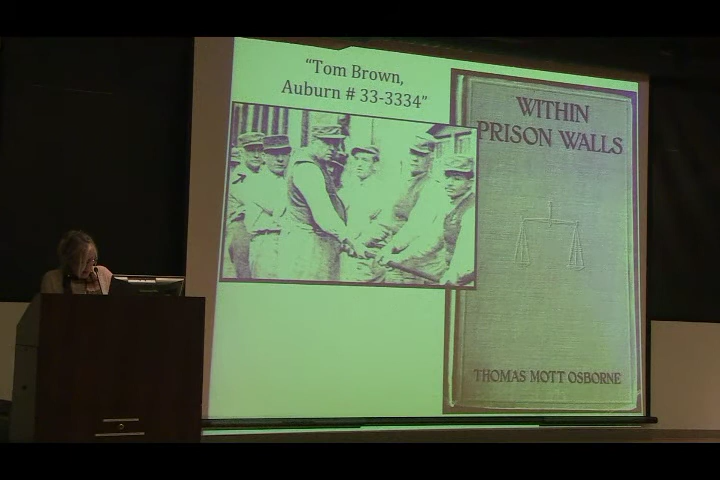 “Tom Brown,
Auburn # 33-3334”
WITHIN
PRISON WALLS
THOMAS MOTT OSBORNE